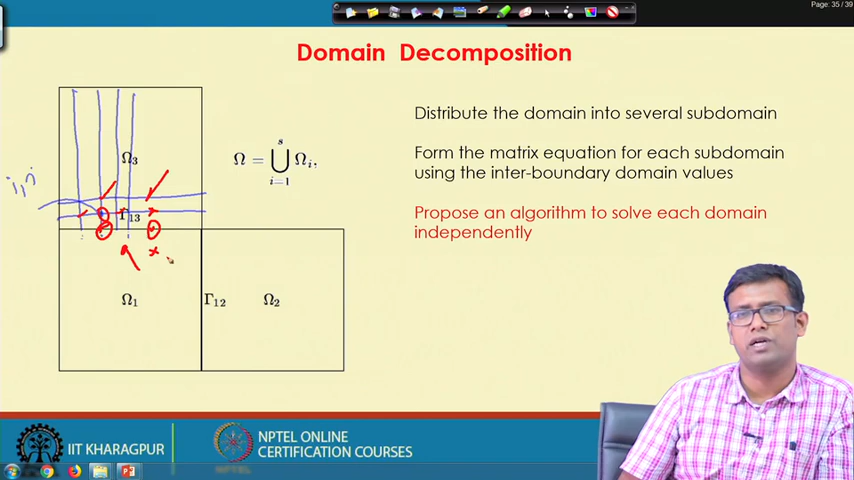 Page: 35 / 39
Domain Decomposition
Ω₃
Ω = ⋃ᵢ₌₁ˢ Ωᵢ,
i,j
Γ₁₃
Ω₁
Γ₁₂
Ω₂
Distribute the domain into several subdomain
Form the matrix equation for each subdomain
using the inter-boundary domain values
Propose an algorithm to solve each domain
independently
IIT KHARAGPUR
NPTEL ONLINE
CERTIFICATION COURSES
NPTEL